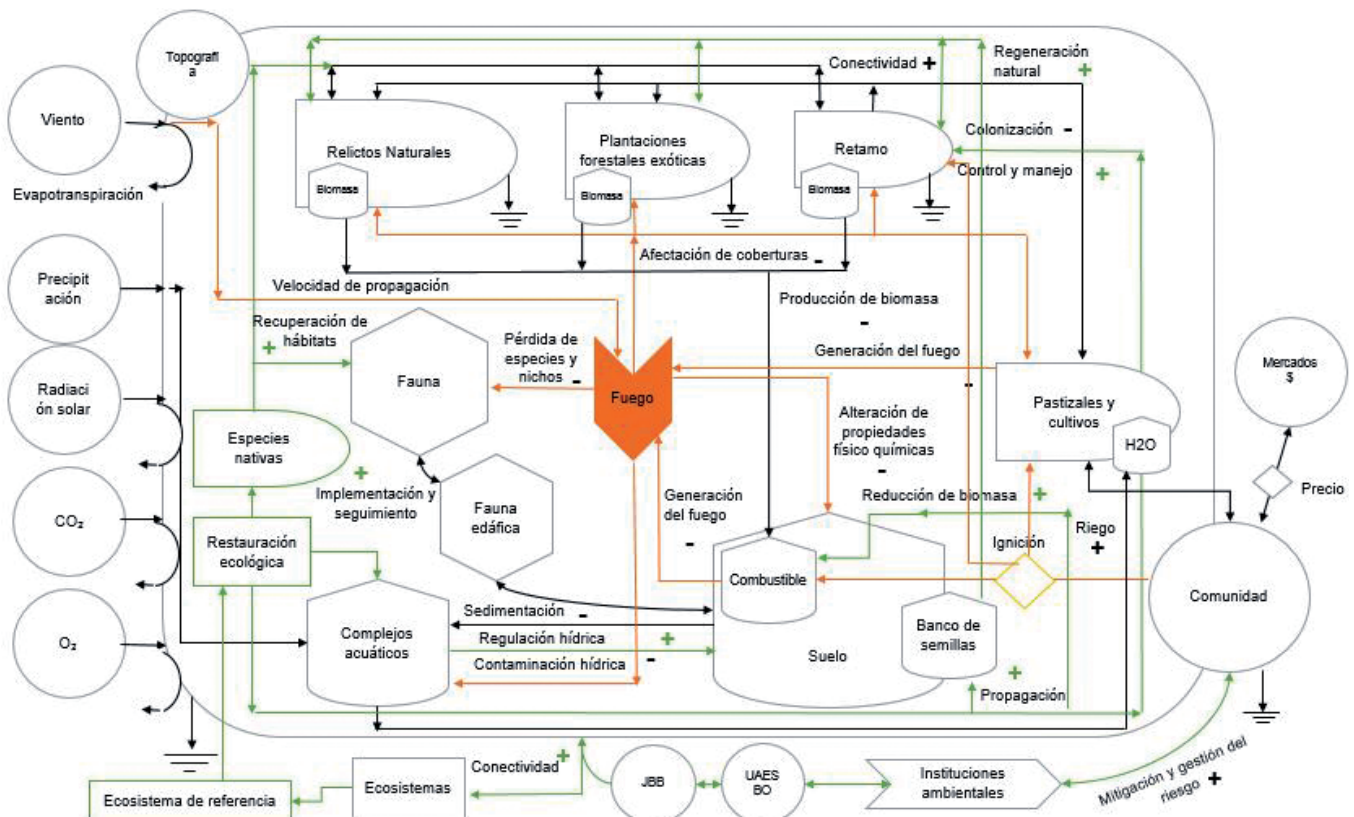 Topografí
a
Viento
Evapotranspiración
Conectividad +
Regeneración
natural +
Relictos Naturales
Biomasa
Plantaciones
forestales exóticas
Biomasa
Retamo
Biomasa
Colonización -
Control y manejo +
Afectación de coberturas -
Precipit
ación
Velocidad de propagación
Producción de biomasa
-
Recuperación de
hábitats
+
Pérdida de
especies y
nichos -
Generación del fuego
-
Mercados
$
Radiaci
ón solar
Fauna
Fuego
Pastizales y
cultivos
H2O
Alteración de
propiedades
físico químicas
-
Precio
Especies
nativas
+
Implementación y
seguimiento
Fauna
edáfica
Generación
del fuego
-
Reducción de biomasa +
Riego
+
Ignición
CO₂
Restauración
ecológica
Combustible
Comunidad
Sedimentación -
Regulación hídrica +
Contaminación hídrica -
Complejos
acuáticos
Suelo
Banco de
semillas
+
Propagación
O₂
Conectividad +
Ecosistemas
Ecosistema de referencia
JBB
UAES
BO
Instituciones
ambientales
Mitigación y gestión del
riesgo +